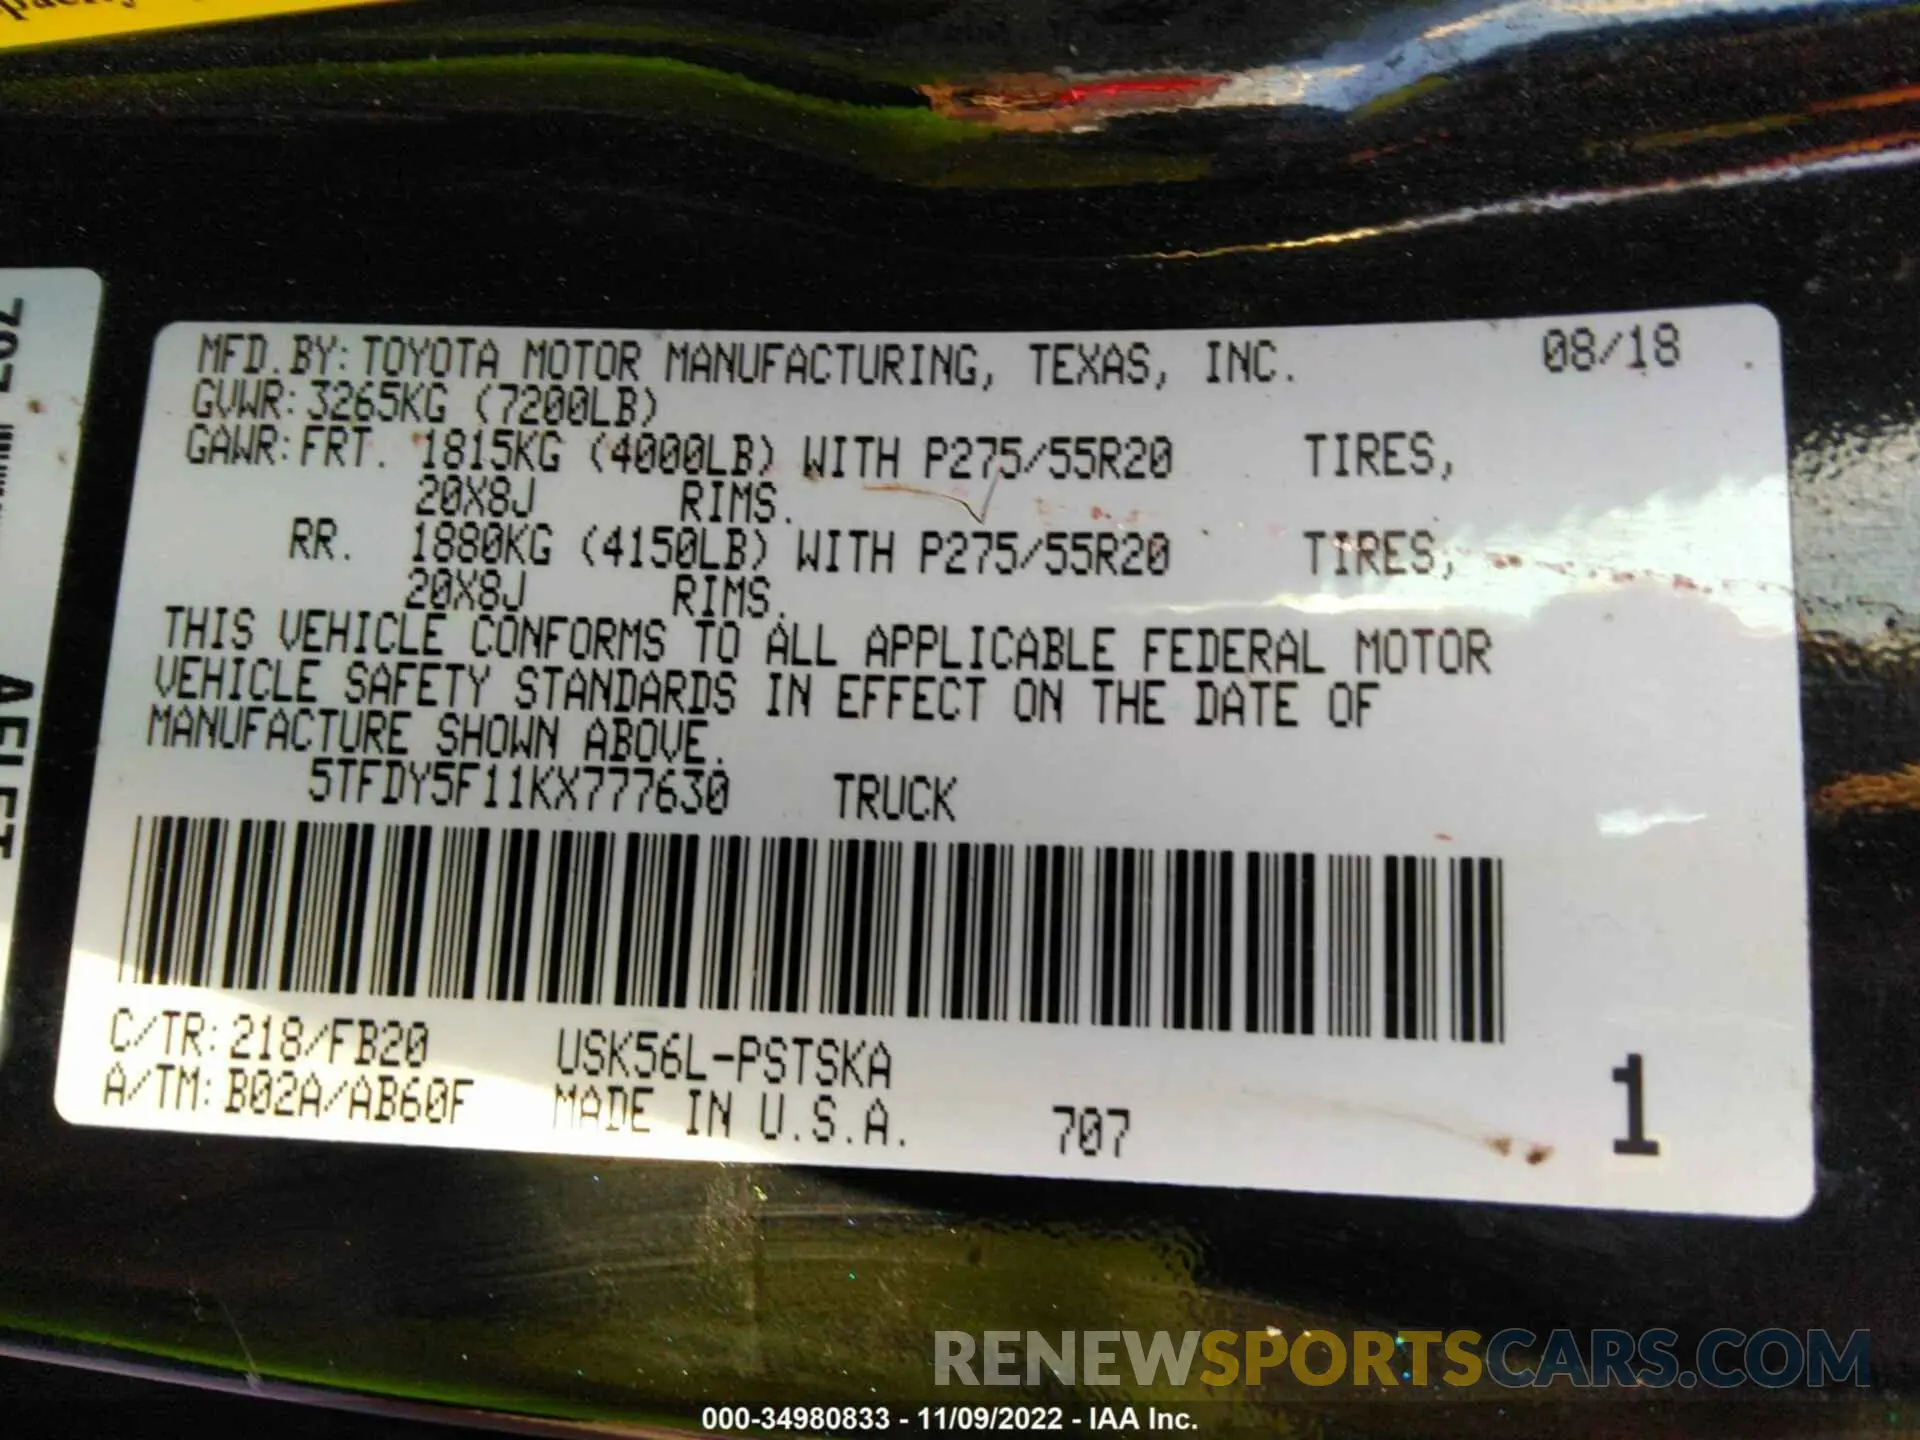 MFD.BY:TOYOTA MOTOR MANUFACTURING, TEXAS, INC. 08/18
GVWR:3265KG (7200LB)
GAWR:FRT. 1815KG (4000LB) WITH P275/55R20 TIRES,
20X8J RIMS.
RR. 1880KG (4150LB) WITH P275/55R20 TIRES,
20X8J RIMS.
THIS VEHICLE CONFORMS TO ALL APPLICABLE FEDERAL MOTOR
VEHICLE SAFETY STANDARDS IN EFFECT ON THE DATE OF
MANUFACTURE SHOWN ABOVE.
5TFDY5F11KX777630 TRUCK
C/TR:218/FB20 USK56L-PSTSKA
A/TM:B02A/AB60F MADE IN U.S.A. 707 1
RENEWSPORTSCARS.COM
000-34980833 - 11/09/2022 - IAA Inc.